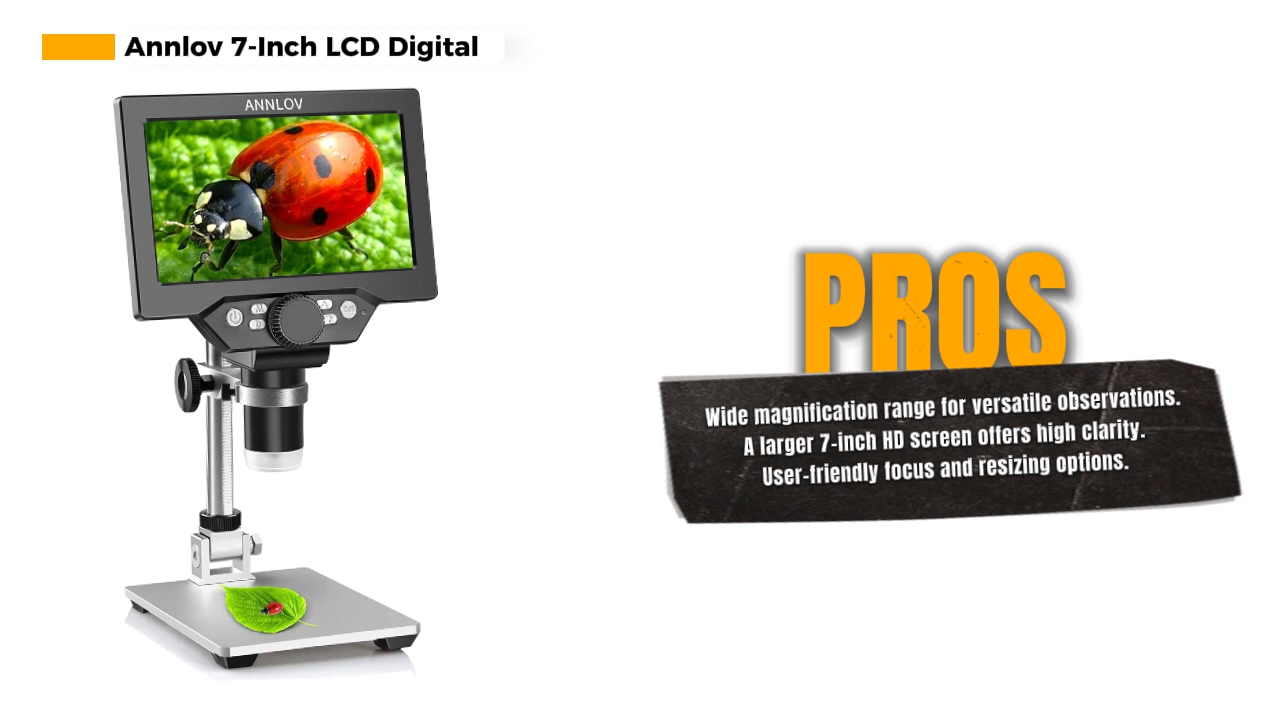 Annlov 7-Inch LCD Digital
ANNLOV
PROS
Wide magnification range for versatile observations.
A larger 7-inch HD screen offers high clarity.
User-friendly focus and resizing options.